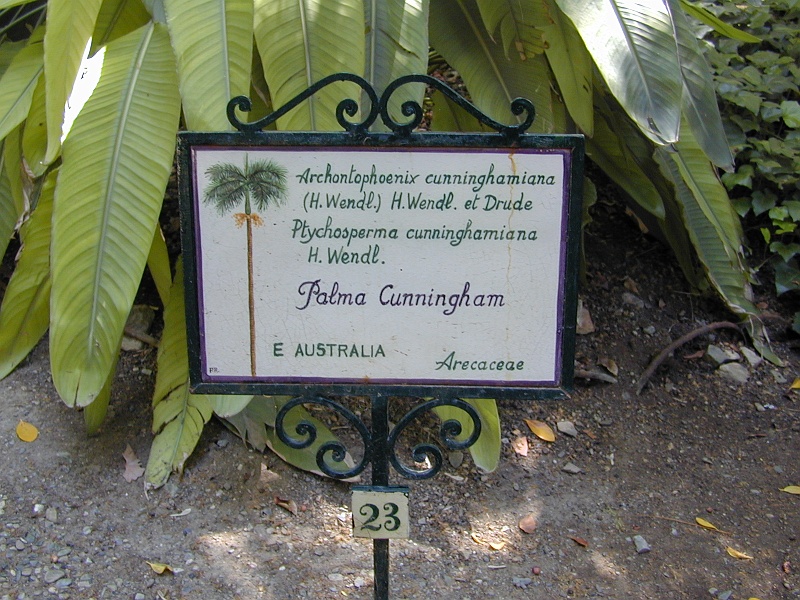 Archontophoenix cunninghamiana
(H. Wendl.) H. Wendl. et Drude
Ptychosperma cunninghamiana
H. Wendl.
Palma Cunningham
E AUSTRALIA
Arecaceae
23